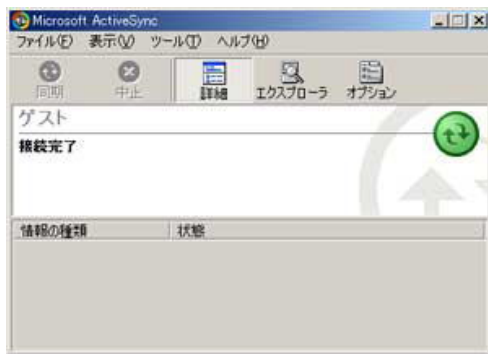 Microsoft ActiveSync
ファイル(F) 表示(V) ツール(T) ヘルプ(H)
同期 中止 詳細 エクスプローラ オプション
ゲスト
接続完了
情報の種類 状態